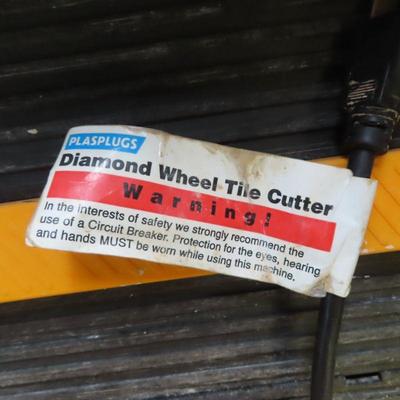 PLASPLUGS
Diamond Wheel Tile Cutter
Warning!
In the interests of safety we strongly recommend the
use of a Circuit Breaker. Protection for the eyes, hearing
and hands MUST be worn while using this machine.